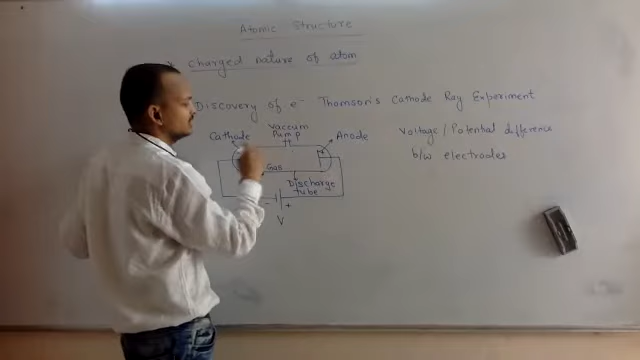 Atomic Structure
* Charged nature of atom
Discovery of e⁻ Thomson's Cathode Ray Experiment
Vaccum
Pump
Cathode
Anode
Voltage / Potential difference
b/w electrodes
Gas
Discharge
tube
- +
V